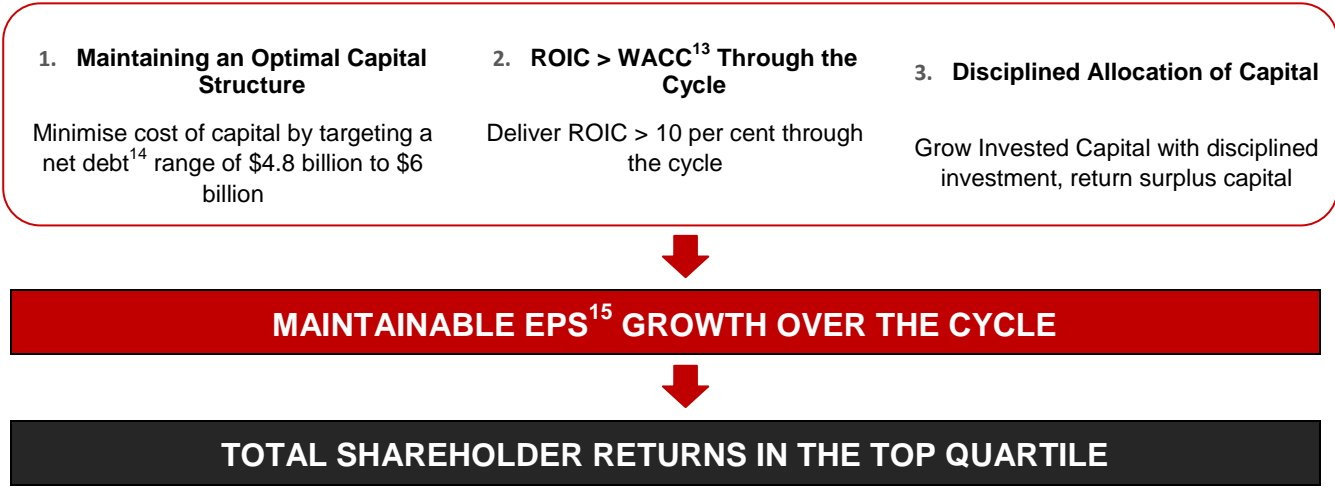 1. Maintaining an Optimal Capital
Structure
Minimise cost of capital by targeting a
net debt14 range of $4.8 billion to $6
billion
2. ROIC > WACC13 Through the
Cycle
Deliver ROIC > 10 per cent through
the cycle
3. Disciplined Allocation of Capital
Grow Invested Capital with disciplined
investment, return surplus capital
MAINTAINABLE EPS15 GROWTH OVER THE CYCLE
TOTAL SHAREHOLDER RETURNS IN THE TOP QUARTILE